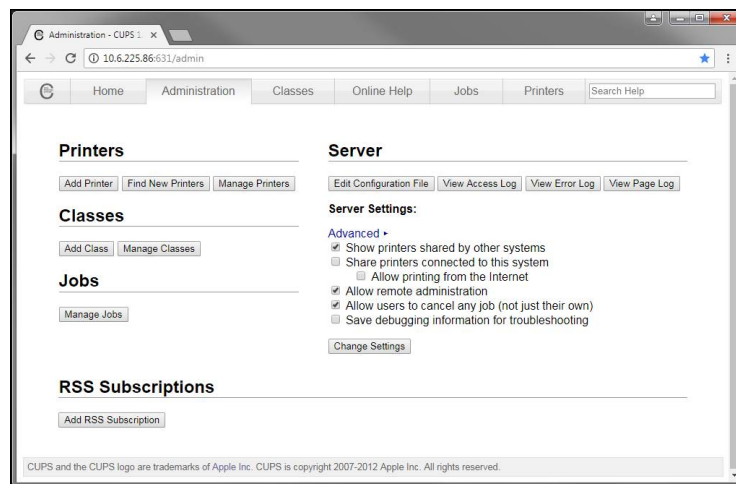 Administration - CUPS 1.
10.6.225.86:631/admin
Home Administration Classes Online Help Jobs Printers Search Help
Printers
Add Printer Find New Printers Manage Printers
Classes
Add Class Manage Classes
Jobs
Manage Jobs
Server
Edit Configuration File View Access Log View Error Log View Page Log
Server Settings:
Advanced
Show printers shared by other systems
Share printers connected to this system
Allow printing from the Internet
Allow remote administration
Allow users to cancel any job (not just their own)
Save debugging information for troubleshooting
Change Settings
RSS Subscriptions
Add RSS Subscription
CUPS and the CUPS logo are trademarks of Apple Inc. CUPS is copyright 2007-2012 Apple Inc. All rights reserved.